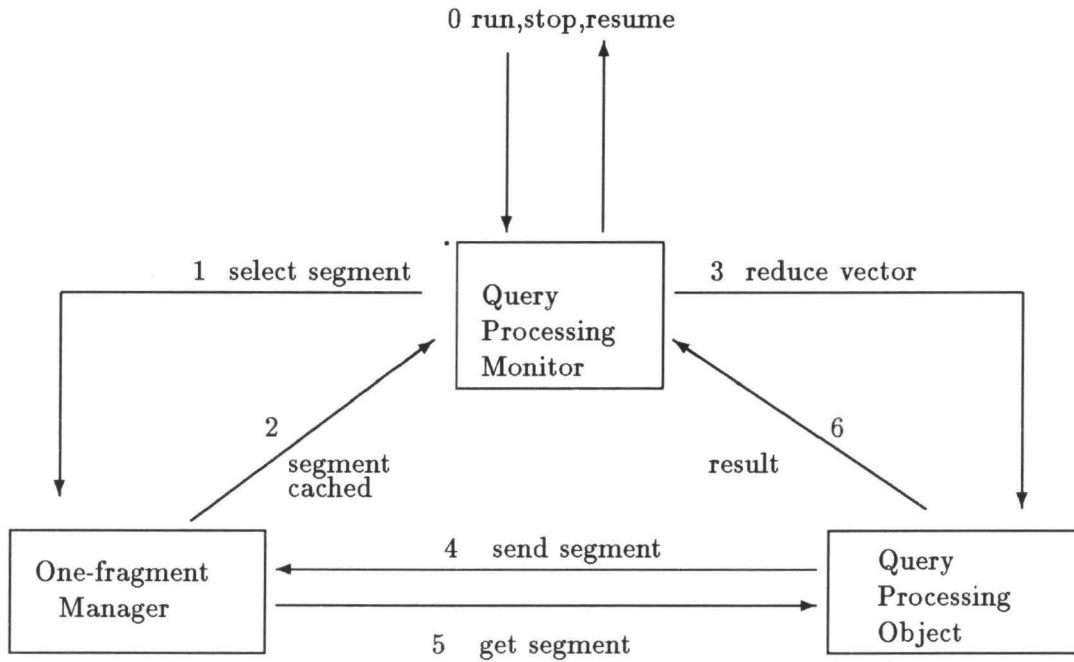 0 run,stop,resume
1 select segment
3 reduce vector
Query
Processing
Monitor
2
segment
cached
6
result
One-fragment
Manager
4 send segment
5 get segment
Query
Processing
Object